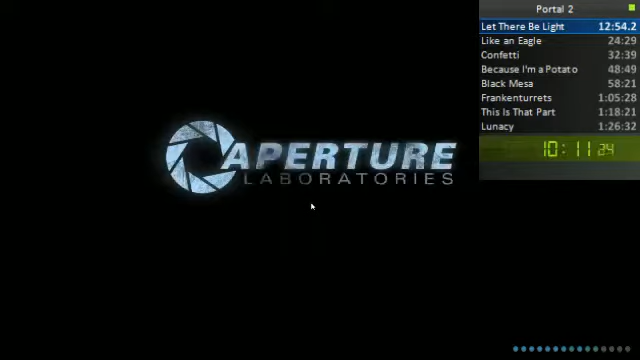 Portal 2
Let There Be Light 12:54.2
Like an Eagle 24:29
Confetti 32:39
Because I'm a Potato 48:49
Black Mesa 58:21
Frankenturrets 1:05:28
This Is That Part 1:18:21
Lunacy 1:26:32
10:11 24
APERTURE
LABORATORIES